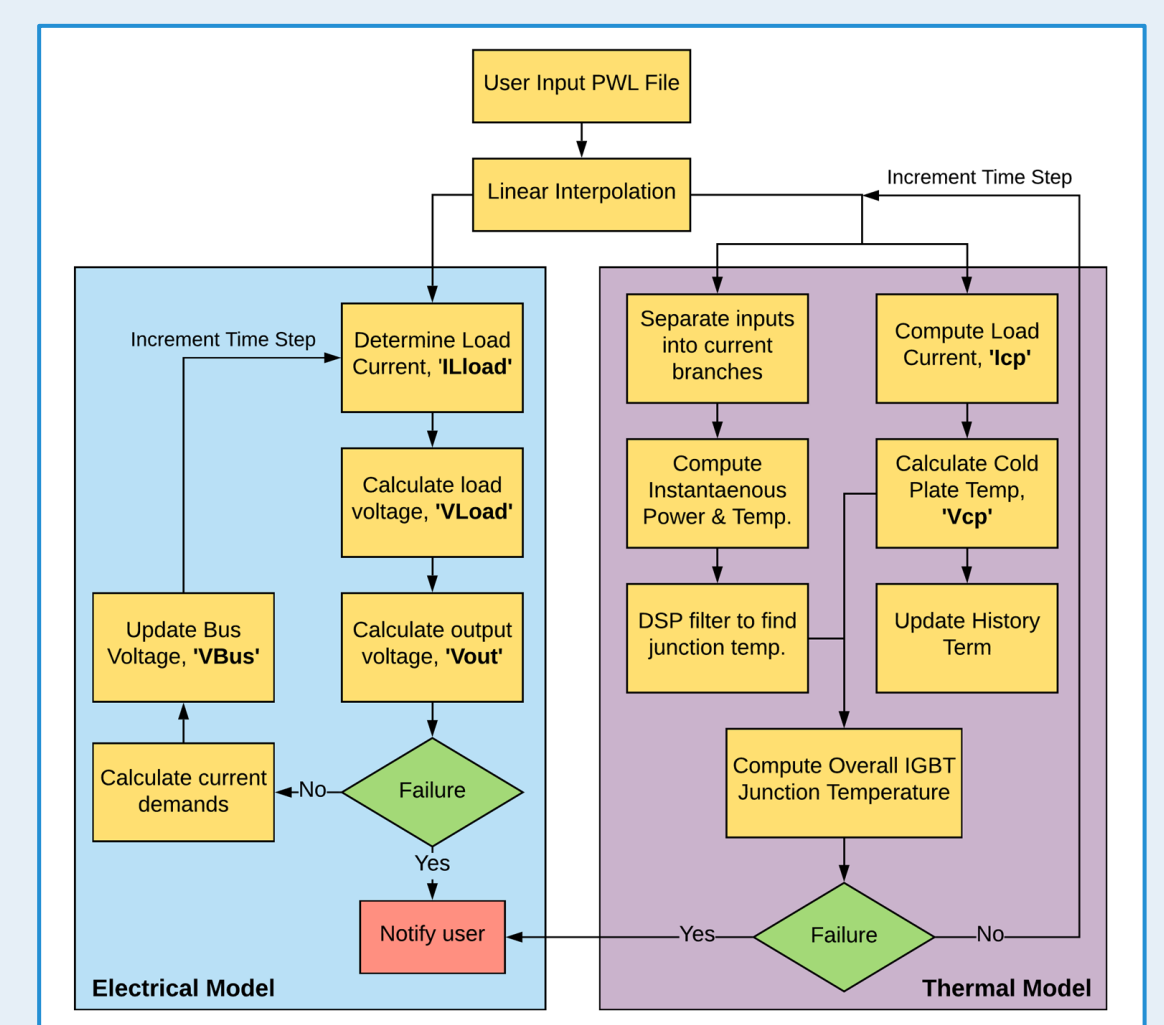 User Input PWL File
Linear Interpolation
Increment Time Step
Increment Time Step
Determine Load
Current, 'ILload'
Calculate load
voltage, 'VLoad'
Calculate output
voltage, 'Vout'
Update Bus
Voltage, 'VBus'
Calculate current
demands
No
Failure
Yes
Notify user
Electrical Model
Separate inputs
into current
branches
Compute Load
Current, 'Icp'
Compute
Instantaenous
Power & Temp.
Calculate Cold
Plate Temp,
'Vcp'
DSP filter to find
junction temp.
Update History
Term
Compute Overall IGBT
Junction Temperature
Yes
Failure
No
Thermal Model